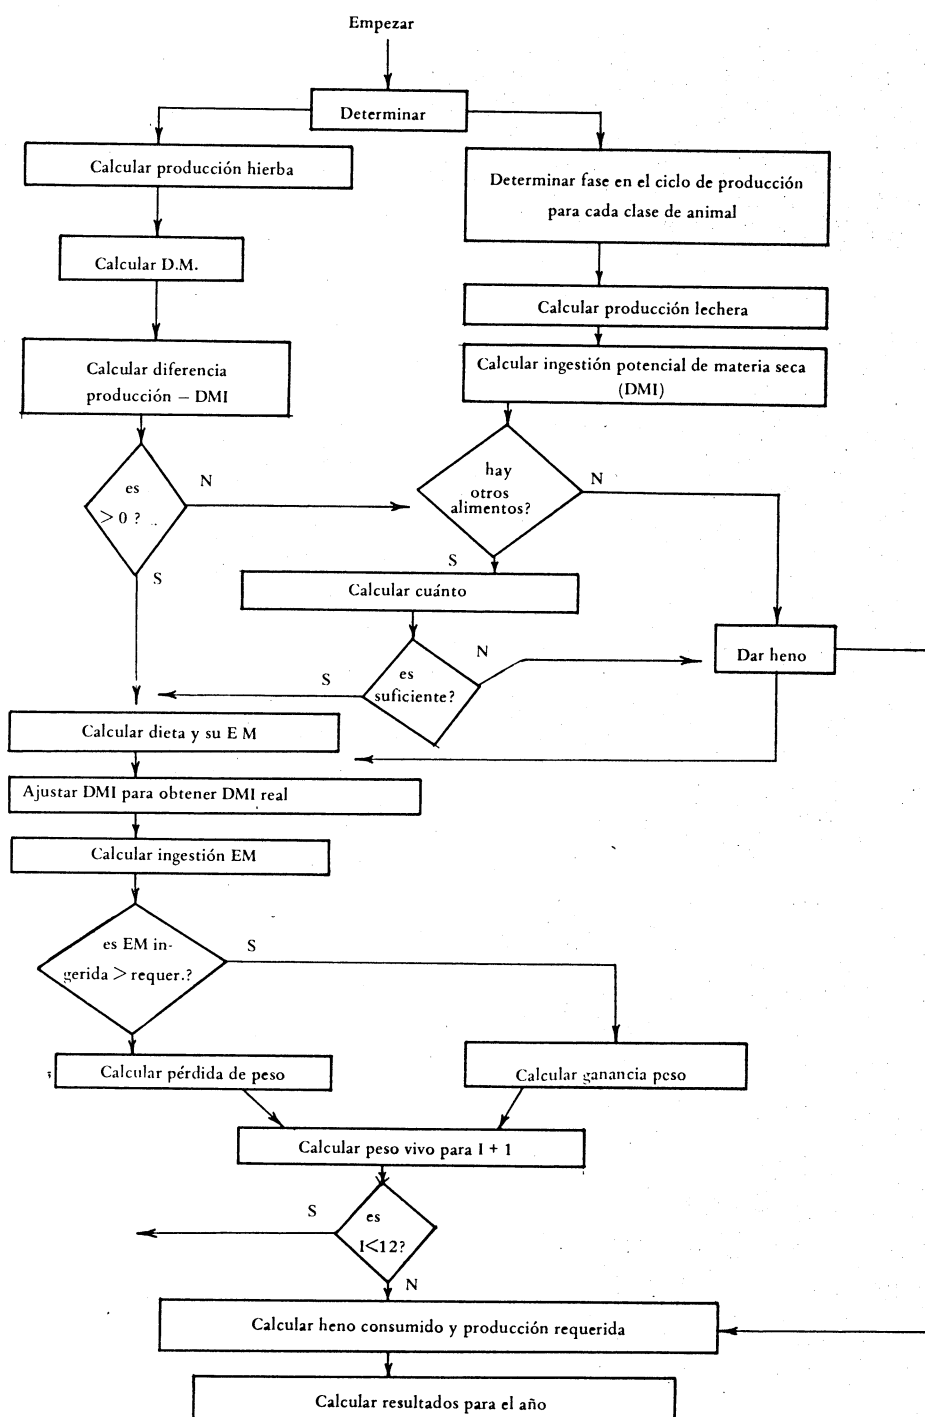 Empezar
Determinar
Calcular producción hierba
Determinar fase en el ciclo de producción
para cada clase de animal
Calcular D.M.
Calcular producción lechera
Calcular diferencia
producción – DMI
Calcular ingestión potencial de materia seca
(DMI)
es
> 0 ?
N
hay
otros
alimentos?
N
S
S
Calcular cuánto
es
suficiente?
N
S
Dar heno
Calcular dieta y su E M
Ajustar DMI para obtener DMI real
Calcular ingestión EM
es EM in-
gerida > requer.?
S
Calcular pérdida de peso
Calcular ganancia peso
Calcular peso vivo para I + 1
S
es
I<12?
N
Calcular heno consumido y producción requerida
Calcular resultados para el año